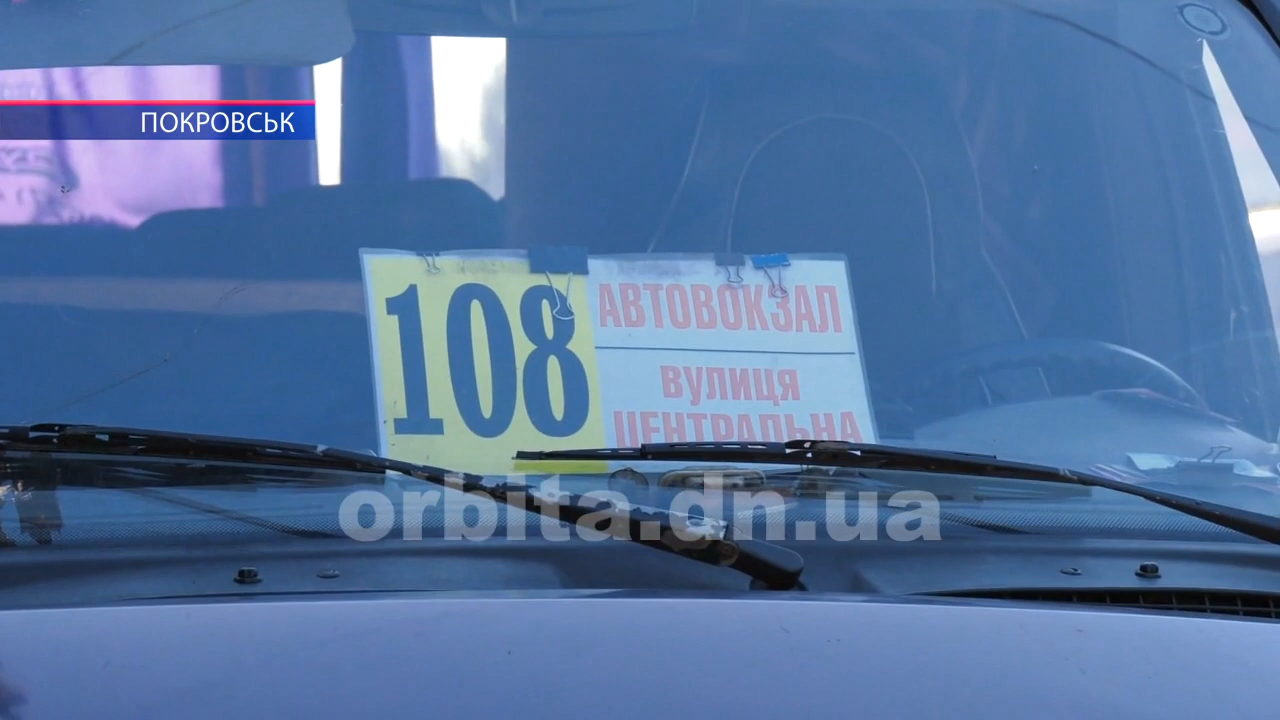 ПОКРОВСЬК
108
АВТОВОКЗАЛ
вулиця
ЦЕНТРАЛЬНА
orbita.dn.ua